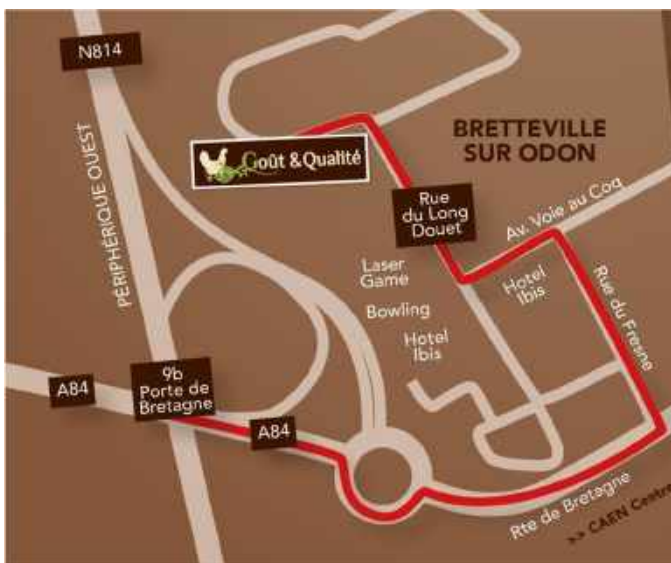 N814
PÉRIPHÉRIQUE OUEST
Goût & Qualité
BRETTEVILLE
SUR ODON
Rue
du Long
Douet
Av. Voie au Coq
Laser
Game
Bowling
Hotel
Ibis
Hotel
Ibis
Rue du Fresne
A84
9b
Porte de
Bretagne
A84
Rte de Bretagne
>> CAEN Centre